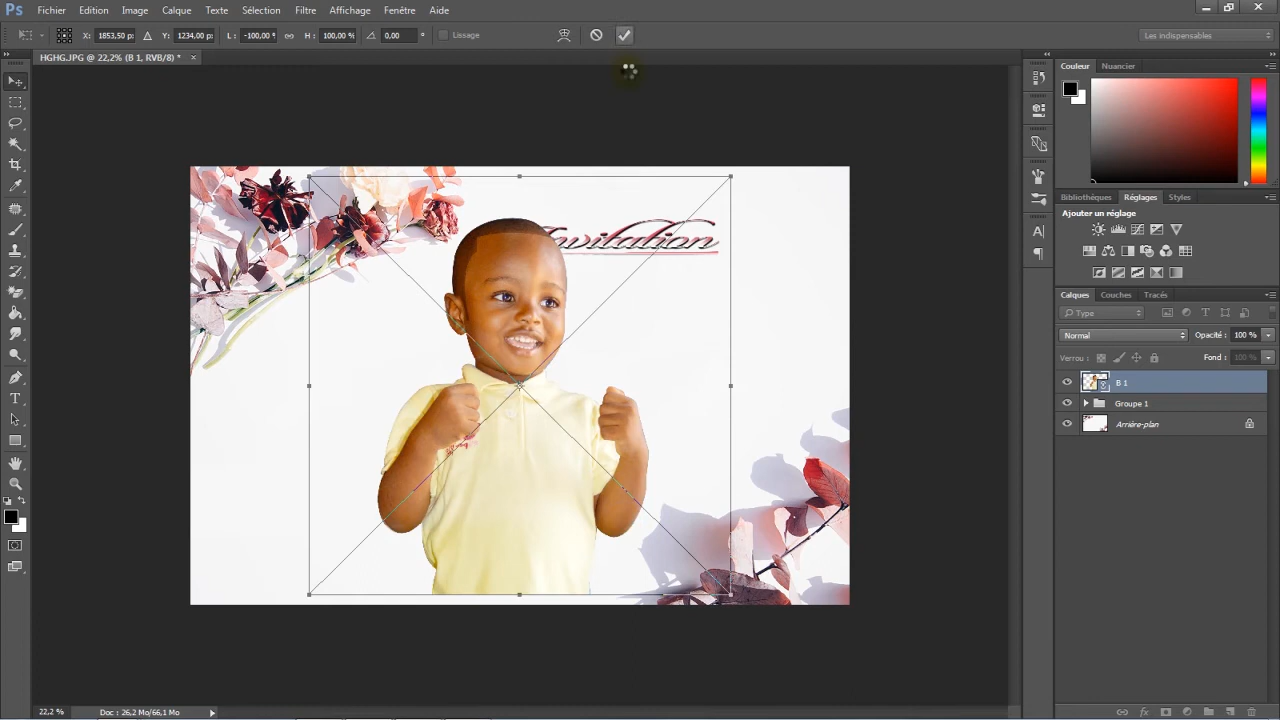 Ps Fichier Edition Image Calque Texte Sélection Filtre Affichage Fenêtre Aide
X: 1853,50 px Y: 1234,00 px L: -100,00 % H: 100,00 % 0,00 ° Lissage Les indispensables
HGHG.JPG @ 22,2% (B 1, RVB/8) * ×
Couleur Nuancier
Invitation
Bibliothèques Réglages Styles
Ajouter un réglage
Calques Couches Tracés
Type
Normal Opacité : 100 %
Verrou : Fond : 100 %
B 1
Groupe 1
Arrière-plan
22,2 % Doc : 26,2 Mo/66,1 Mo